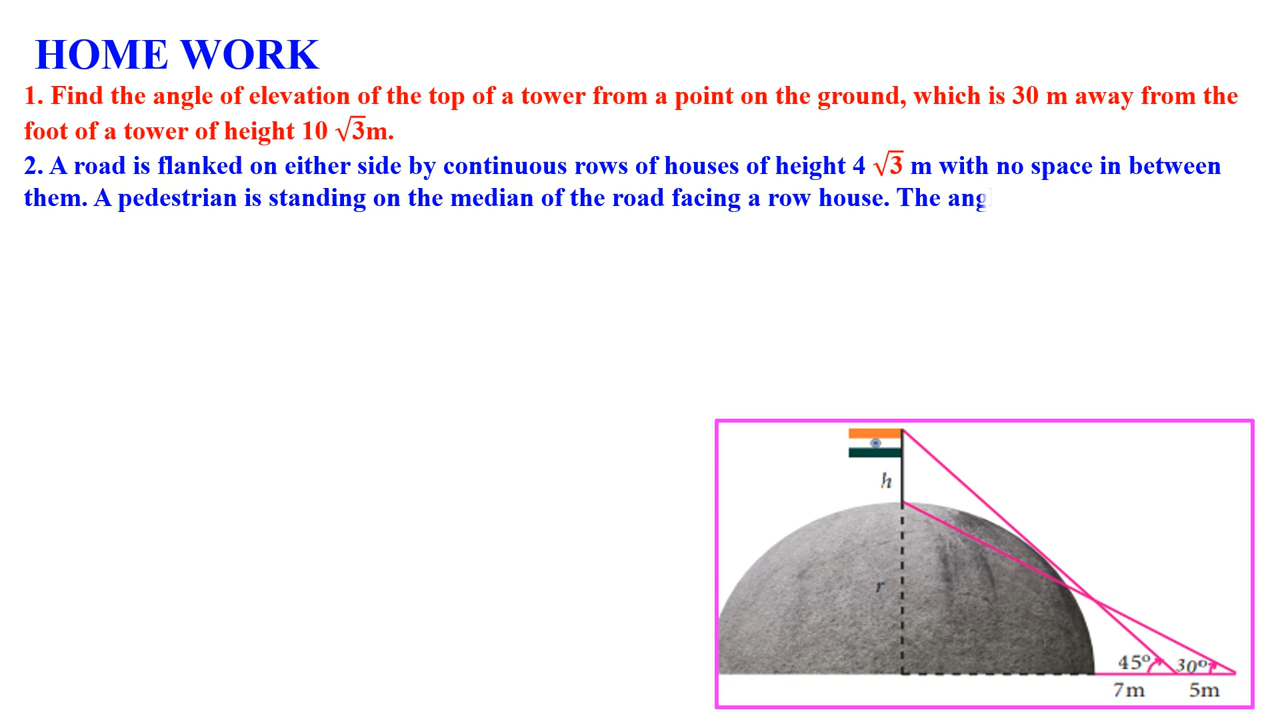 HOME WORK
1. Find the angle of elevation of the top of a tower from a point on the ground, which is 30 m away from the
foot of a tower of height 10 √3m.
2. A road is flanked on either side by continuous rows of houses of height 4 √3 m with no space in between
them. A pedestrian is standing on the median of the road facing a row house. The ang
h
r
45º 30º
7m 5m